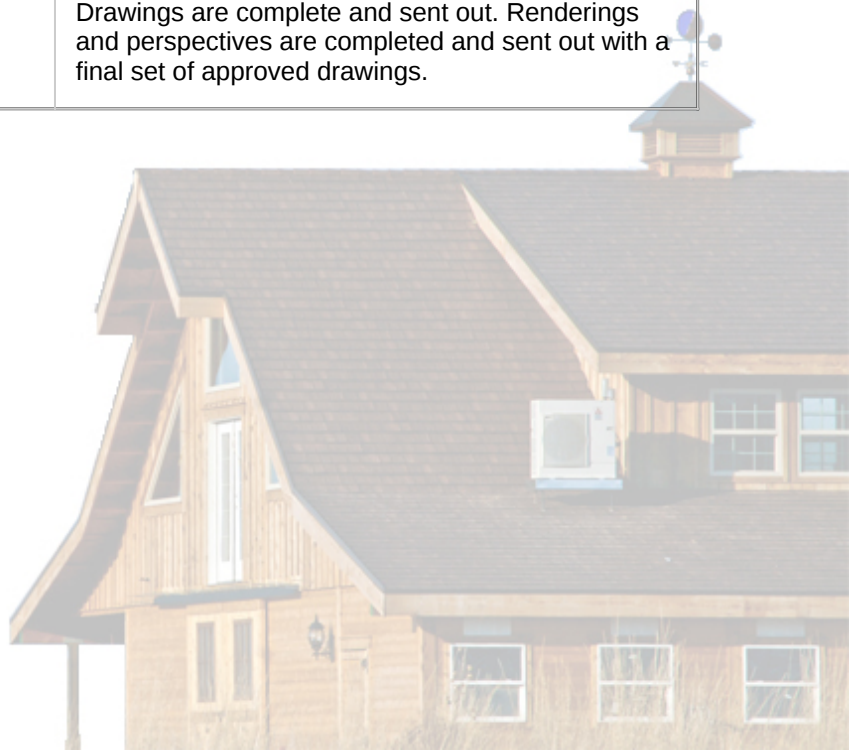 Drawings are complete and sent out. Renderings
and perspectives are completed and sent out with a
final set of approved drawings.